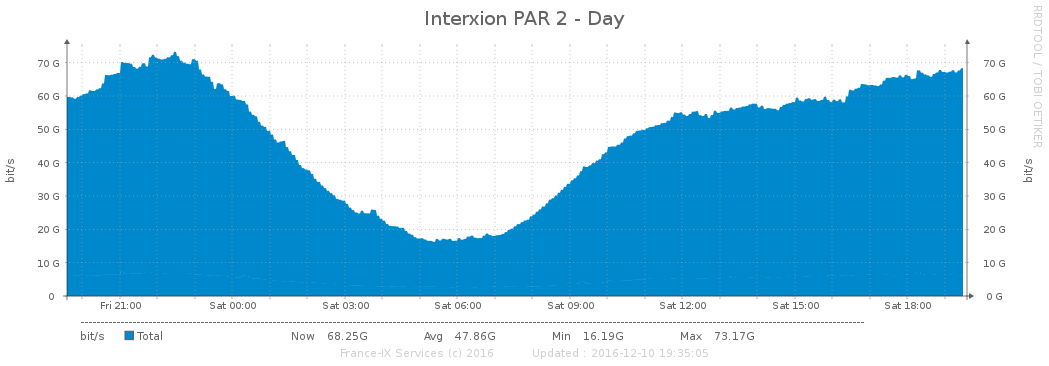 Interxion PAR 2 - Day
RRDTOOL / TOBI OETIKER
bit/s
70 G 70 G
60 G 60 G
50 G 50 G
40 G 40 G
30 G 30 G
20 G 20 G
10 G 10 G
0 0 G
bit/s
Fri 21:00 Sat 00:00 Sat 03:00 Sat 06:00 Sat 09:00 Sat 12:00 Sat 15:00 Sat 18:00
bit/s Total Now 68.25G Avg 47.86G Min 16.19G Max 73.17G
France-IX Services (c) 2016 Updated : 2016-12-10 19:35:05